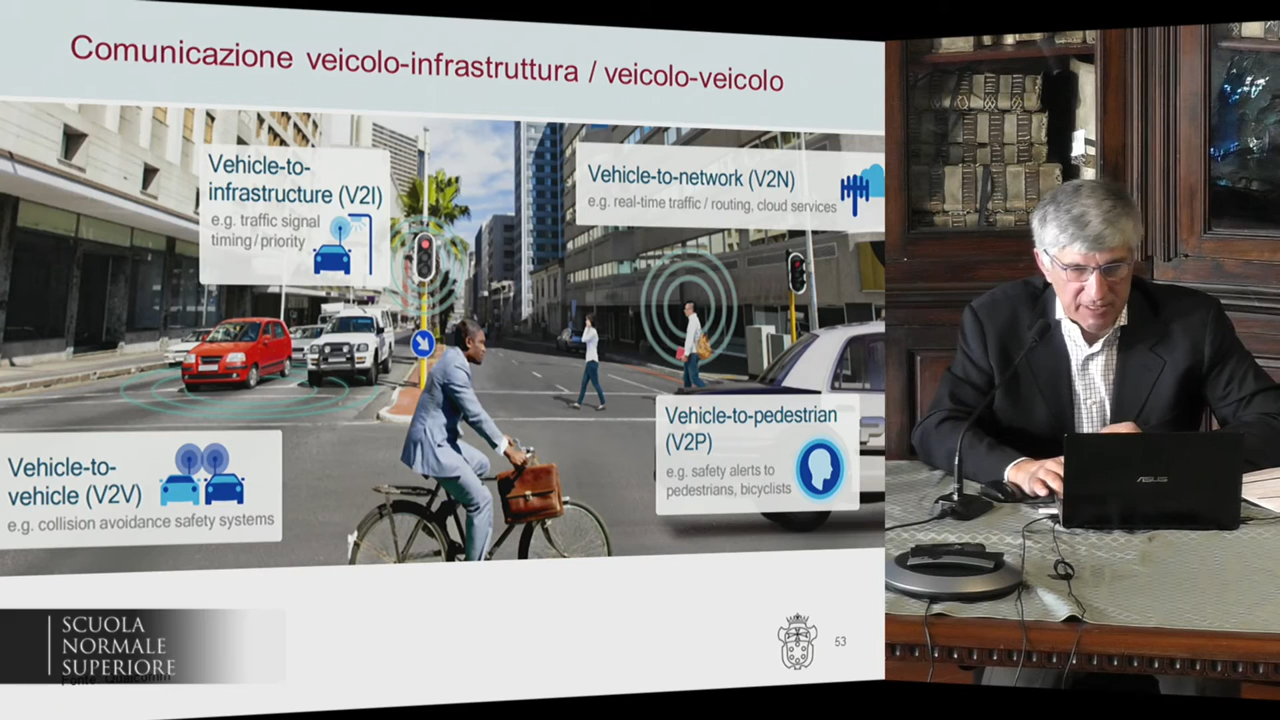 Comunicazione veicolo-infrastruttura / veicolo-veicolo
Vehicle-to-
infrastructure (V2I)
e.g. traffic signal
timing / priority
Vehicle-to-network (V2N)
e.g. real-time traffic / routing, cloud services
Vehicle-to-pedestrian
(V2P)
e.g. safety alerts to
pedestrians, bicyclists
Vehicle-to-
vehicle (V2V)
e.g. collision avoidance safety systems
SCUOLA
NORMALE
SUPERIORE
Fonte: Qualcomm
53
ASUS